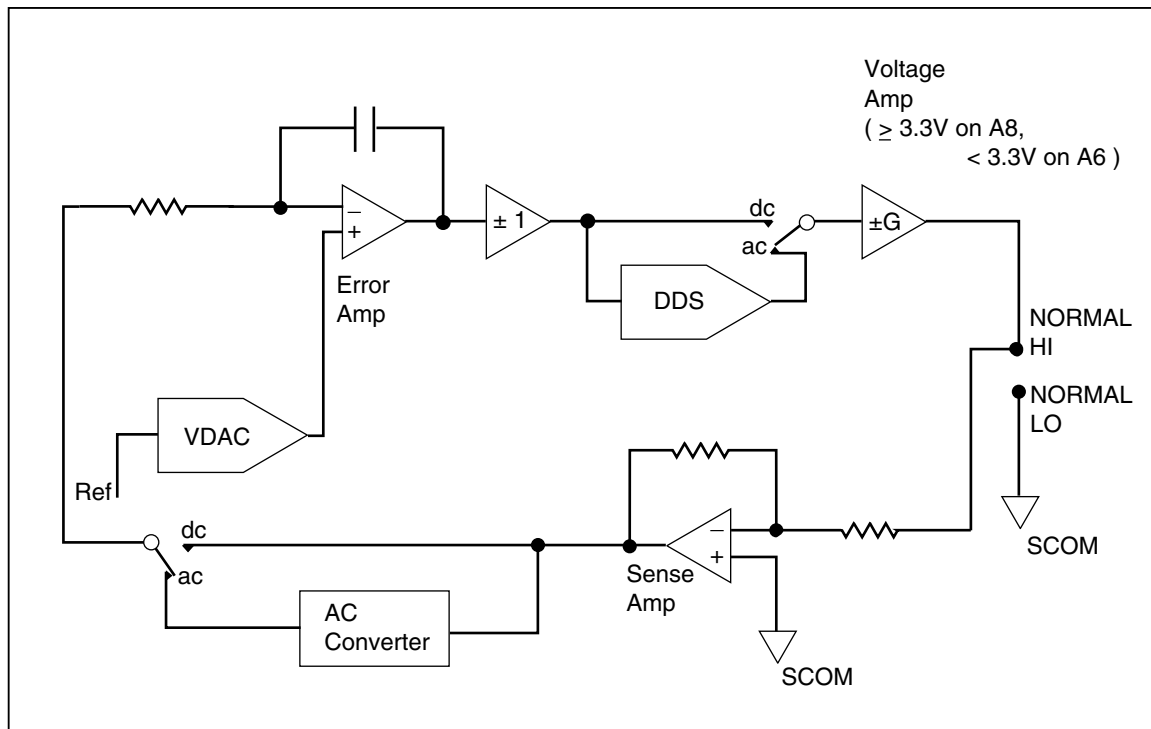 Voltage
Amp
( ≥ 3.3V on A8,
< 3.3V on A6 )
−
+
Error
Amp
± 1
dc
ac
±G
DDS
NORMAL
HI
NORMAL
LO
SCOM
VDAC
Ref
dc
ac
AC
Converter
Sense
Amp
−
+
SCOM